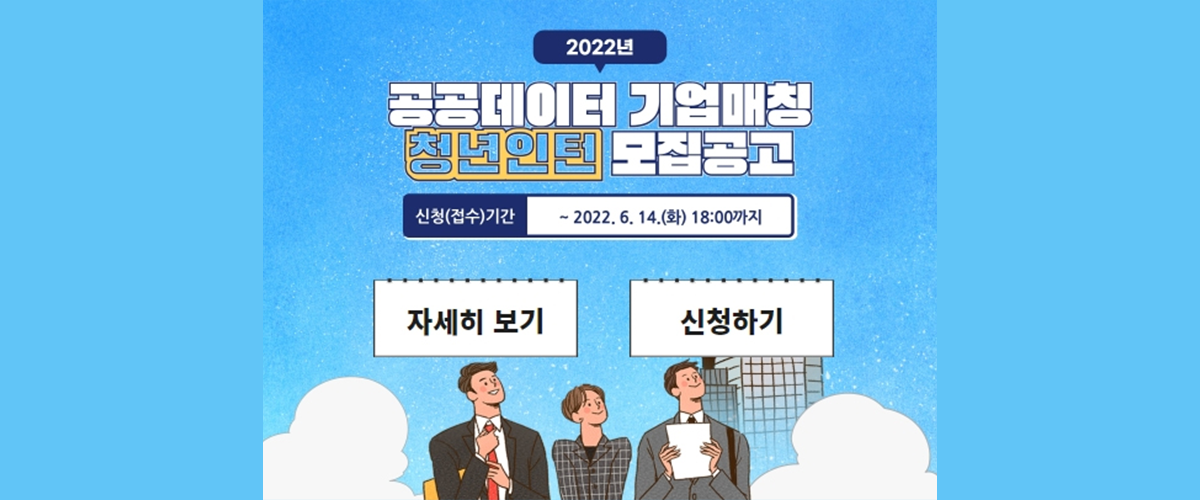 2022년
공공데이터 기업매칭
청년인턴 모집공고
신청(접수)기간 ~ 2022. 6. 14.(화) 18:00까지
자세히 보기 신청하기